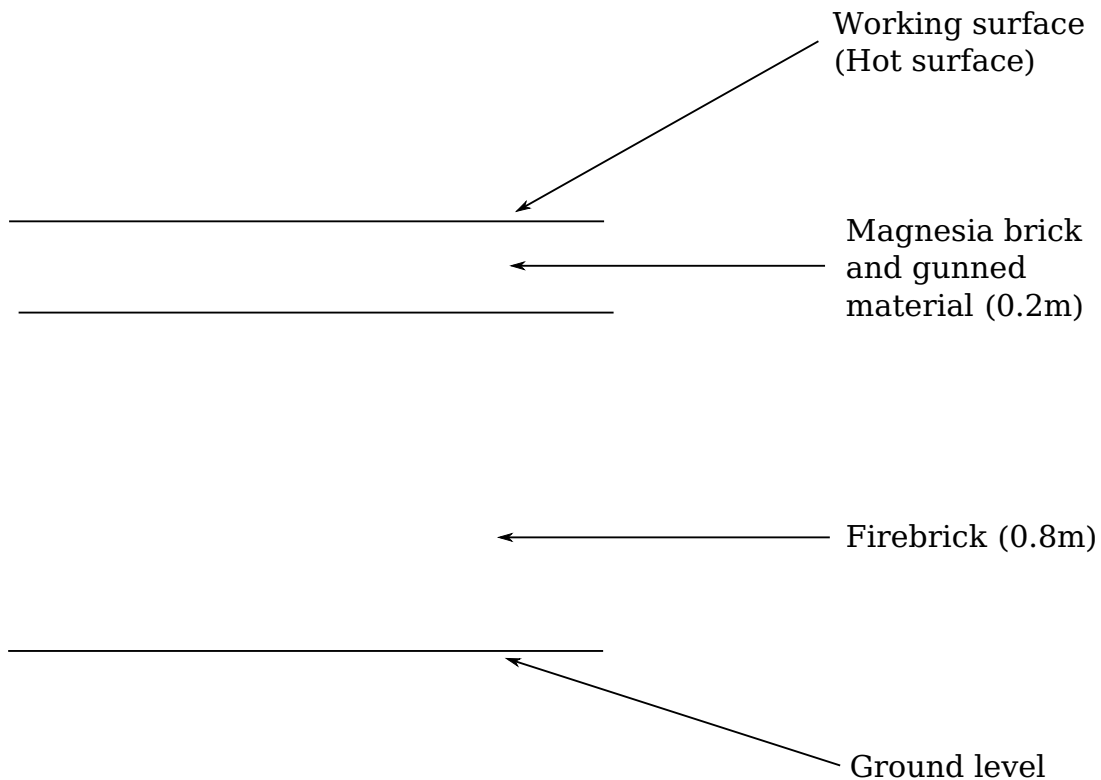 Working surface
(Hot surface)
Magnesia brick
and gunned
material (0.2m)
Firebrick (0.8m)
Ground level